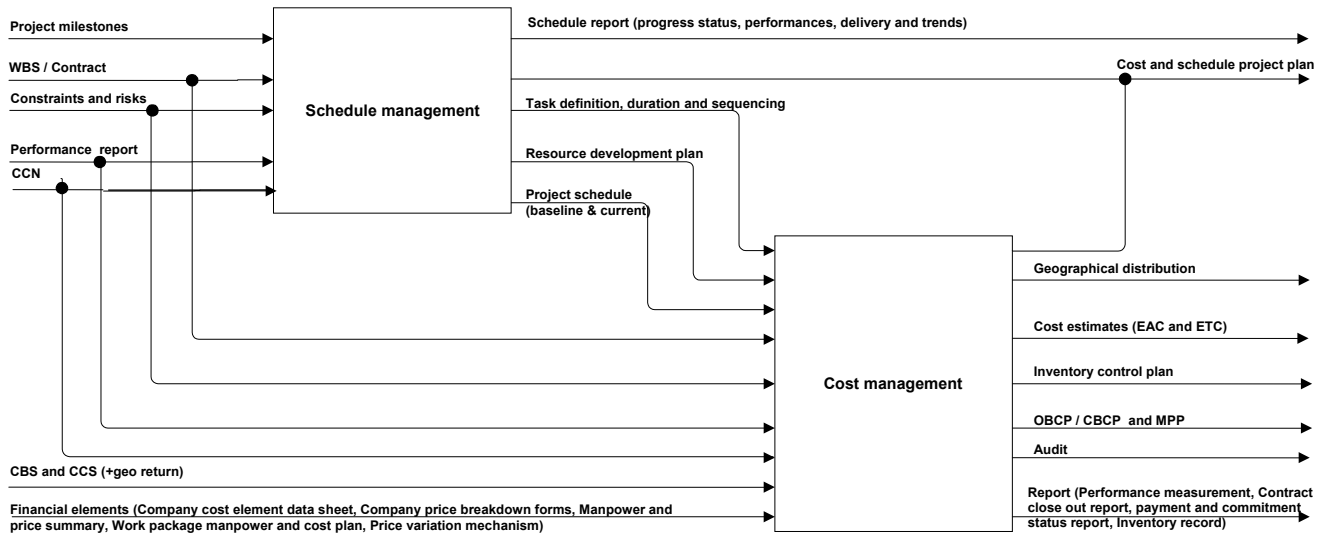 Project milestones
Schedule report (progress status, performances, delivery and trends)
WBS / Contract
Cost and schedule project plan
Constraints and risks
Schedule management
Task definition, duration and sequencing
Performance report
Resource development plan
CCN
Project schedule
(baseline & current)
Geographical distribution
Cost estimates (EAC and ETC)
Cost management
Inventory control plan
OBCP / CBCP and MPP
Audit
CBS and CCS (+geo return)
Financial elements (Company cost element data sheet, Company price breakdown forms, Manpower and
price summary, Work package manpower and cost plan, Price variation mechanism)
Report (Performance measurement, Contract
close out report, payment and commitment
status report, Inventory record)